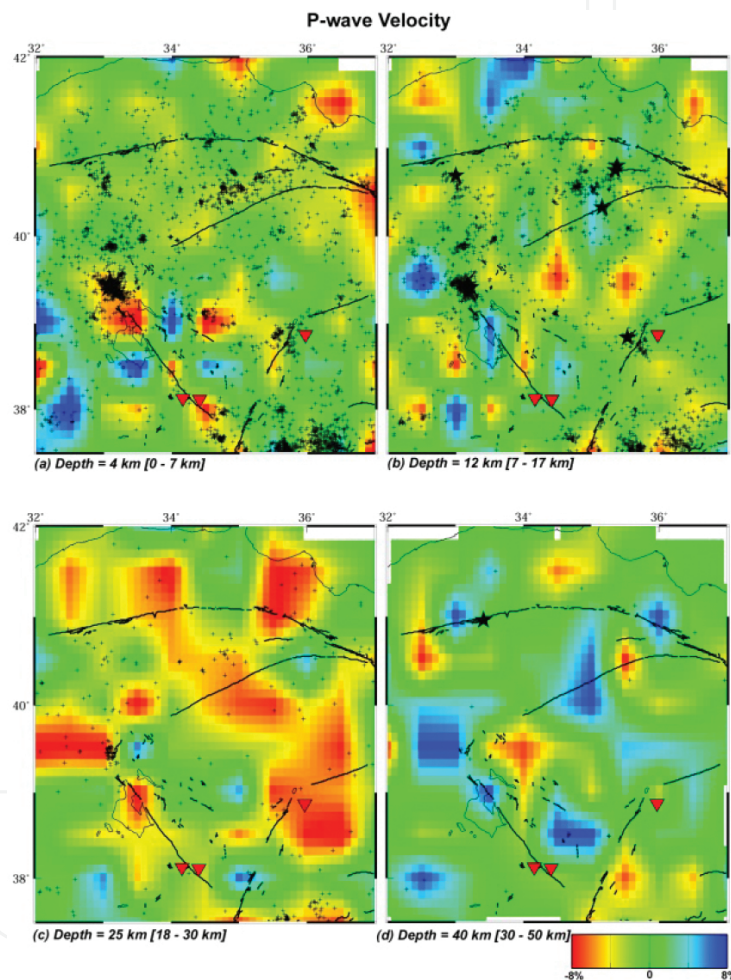 P-wave Velocity
32° 34° 36°
34° 36°
42°
40°
38°
(a) Depth = 4 km [0 - 7 km] (b) Depth = 12 km [7 - 17 km]
32° 34° 36°
34° 36°
42°
40°
38°
(c) Depth = 25 km [18 - 30 km] (d) Depth = 40 km [30 - 50 km]
-8% 0 8%